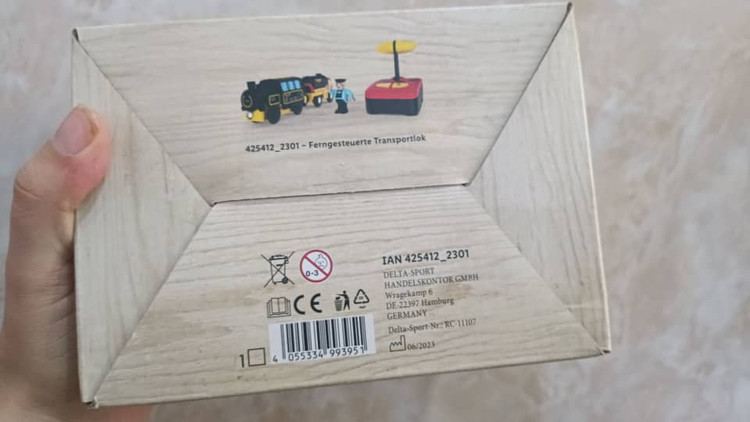 425412_2301 – Ferngesteuerte Transportlok
0-3
CE
IAN 425412_2301
DELTA-SPORT
HANDELSKONTOR GMBH
Wragekamp 6
DE-22397 Hamburg
GERMANY
Delta-Sport-Nr.: RC-11107
06/2023
1
4 055334 993951